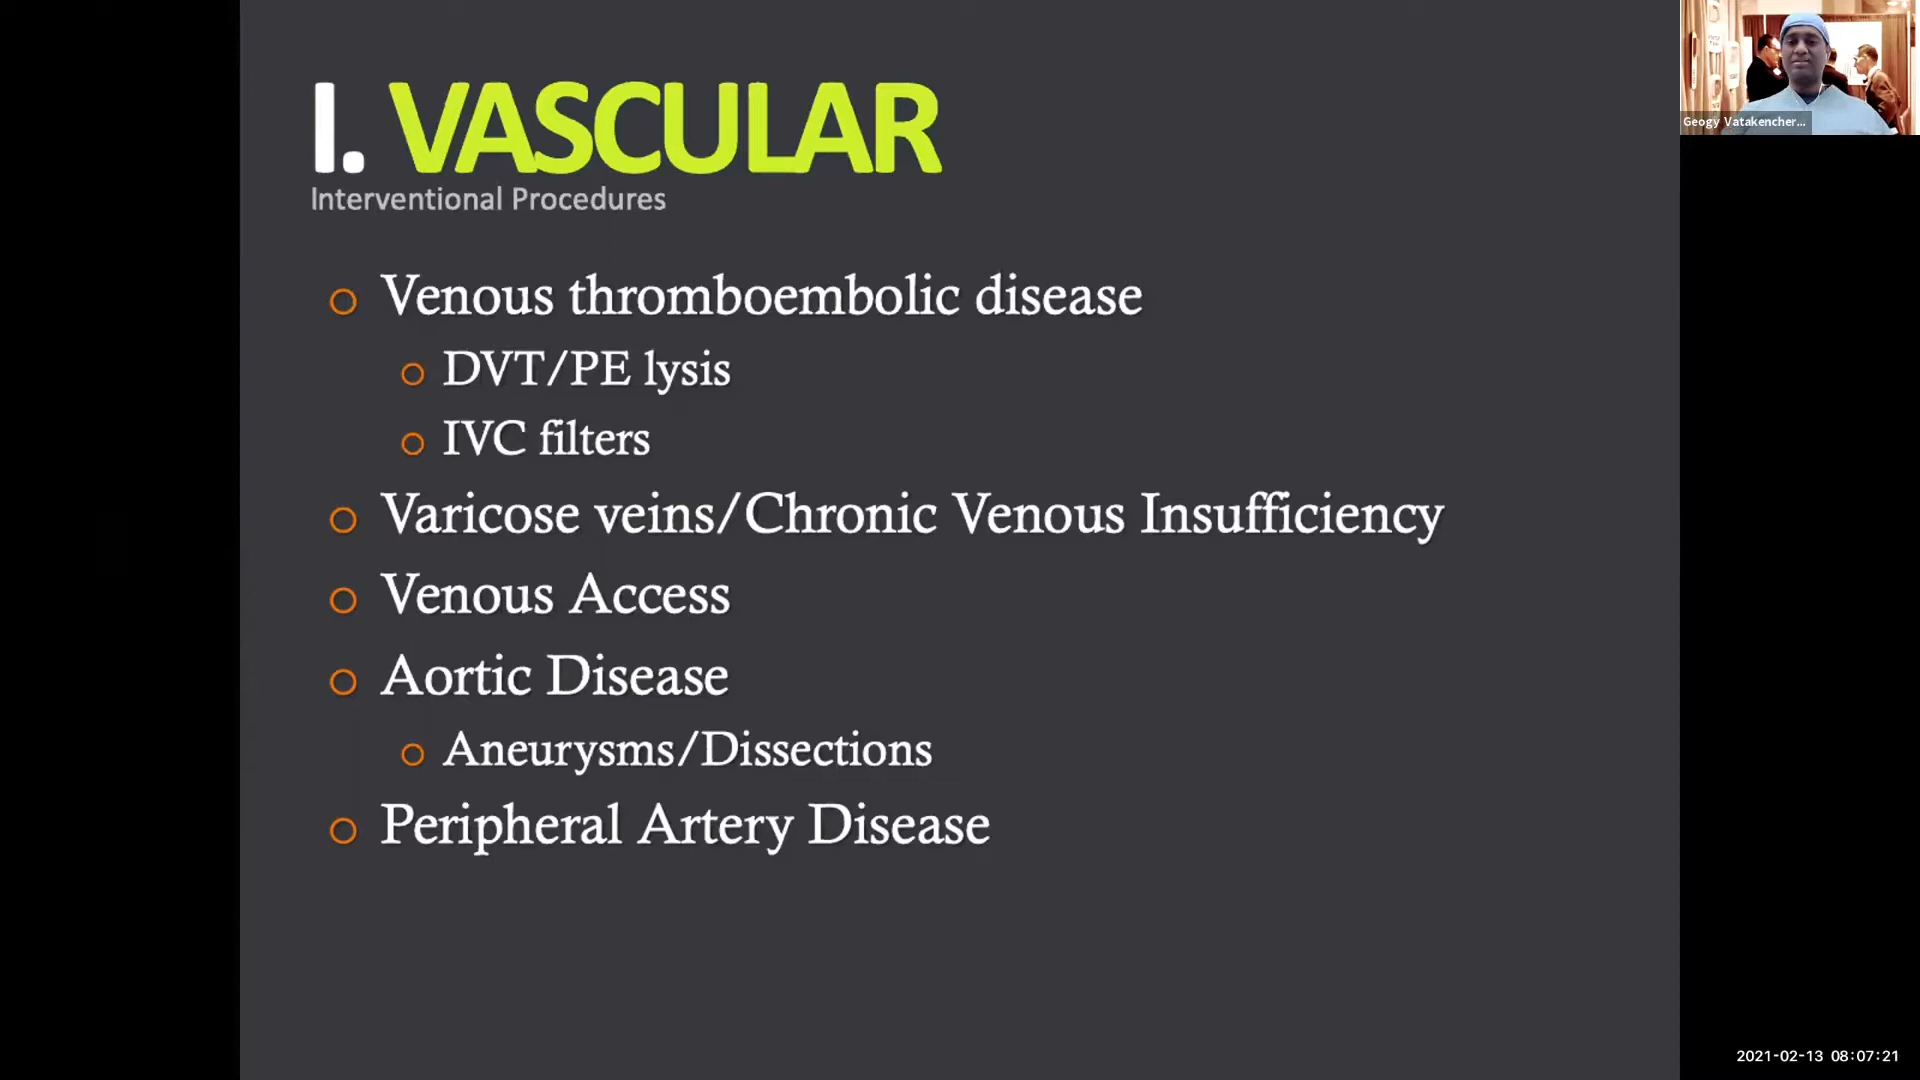 I. VASCULAR
Interventional Procedures
Venous thromboembolic disease
DVT/PE lysis
IVC filters
Varicose veins/Chronic Venous Insufficiency
Venous Access
Aortic Disease
Aneurysms/Dissections
Peripheral Artery Disease
Geogy Vatakencher...
2021-02-13 08:07:21